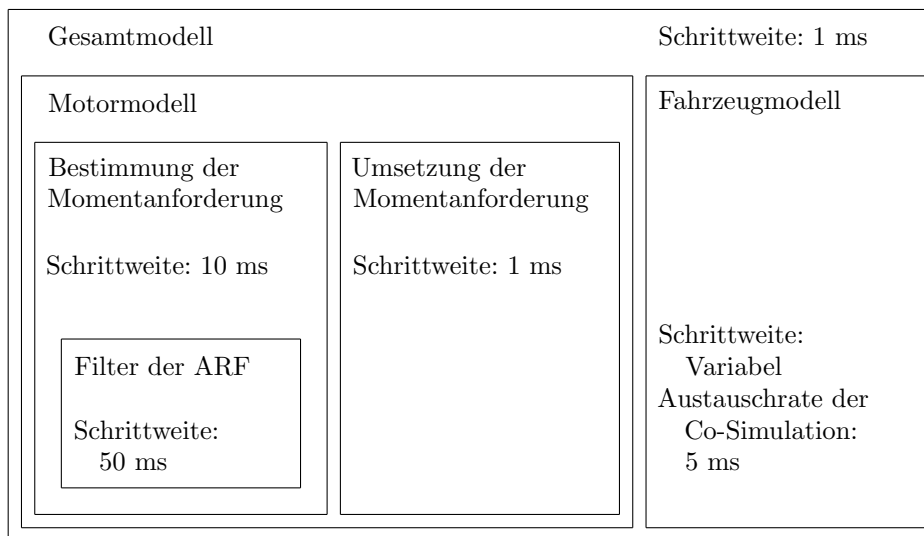 Gesamtmodell
Schrittweite: 1 ms
Motormodell
Bestimmung der
Momentanforderung
Schrittweite: 10 ms
Filter der ARF
Schrittweite:
50 ms
Umsetzung der
Momentanforderung
Schrittweite: 1 ms
Fahrzeugmodell
Schrittweite:
Variabel
Austauschrate der
Co-Simulation:
5 ms